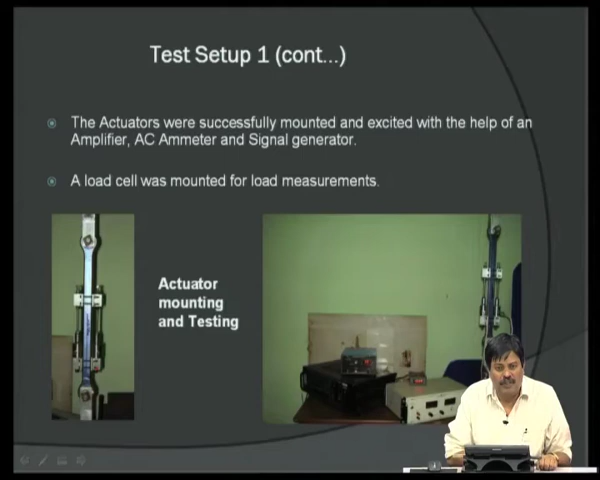 Test Setup 1 (cont...)
The Actuators were successfully mounted and excited with the help of an
Amplifier, AC Ammeter and Signal generator.
A load cell was mounted for load measurements.
Actuator
mounting
and Testing